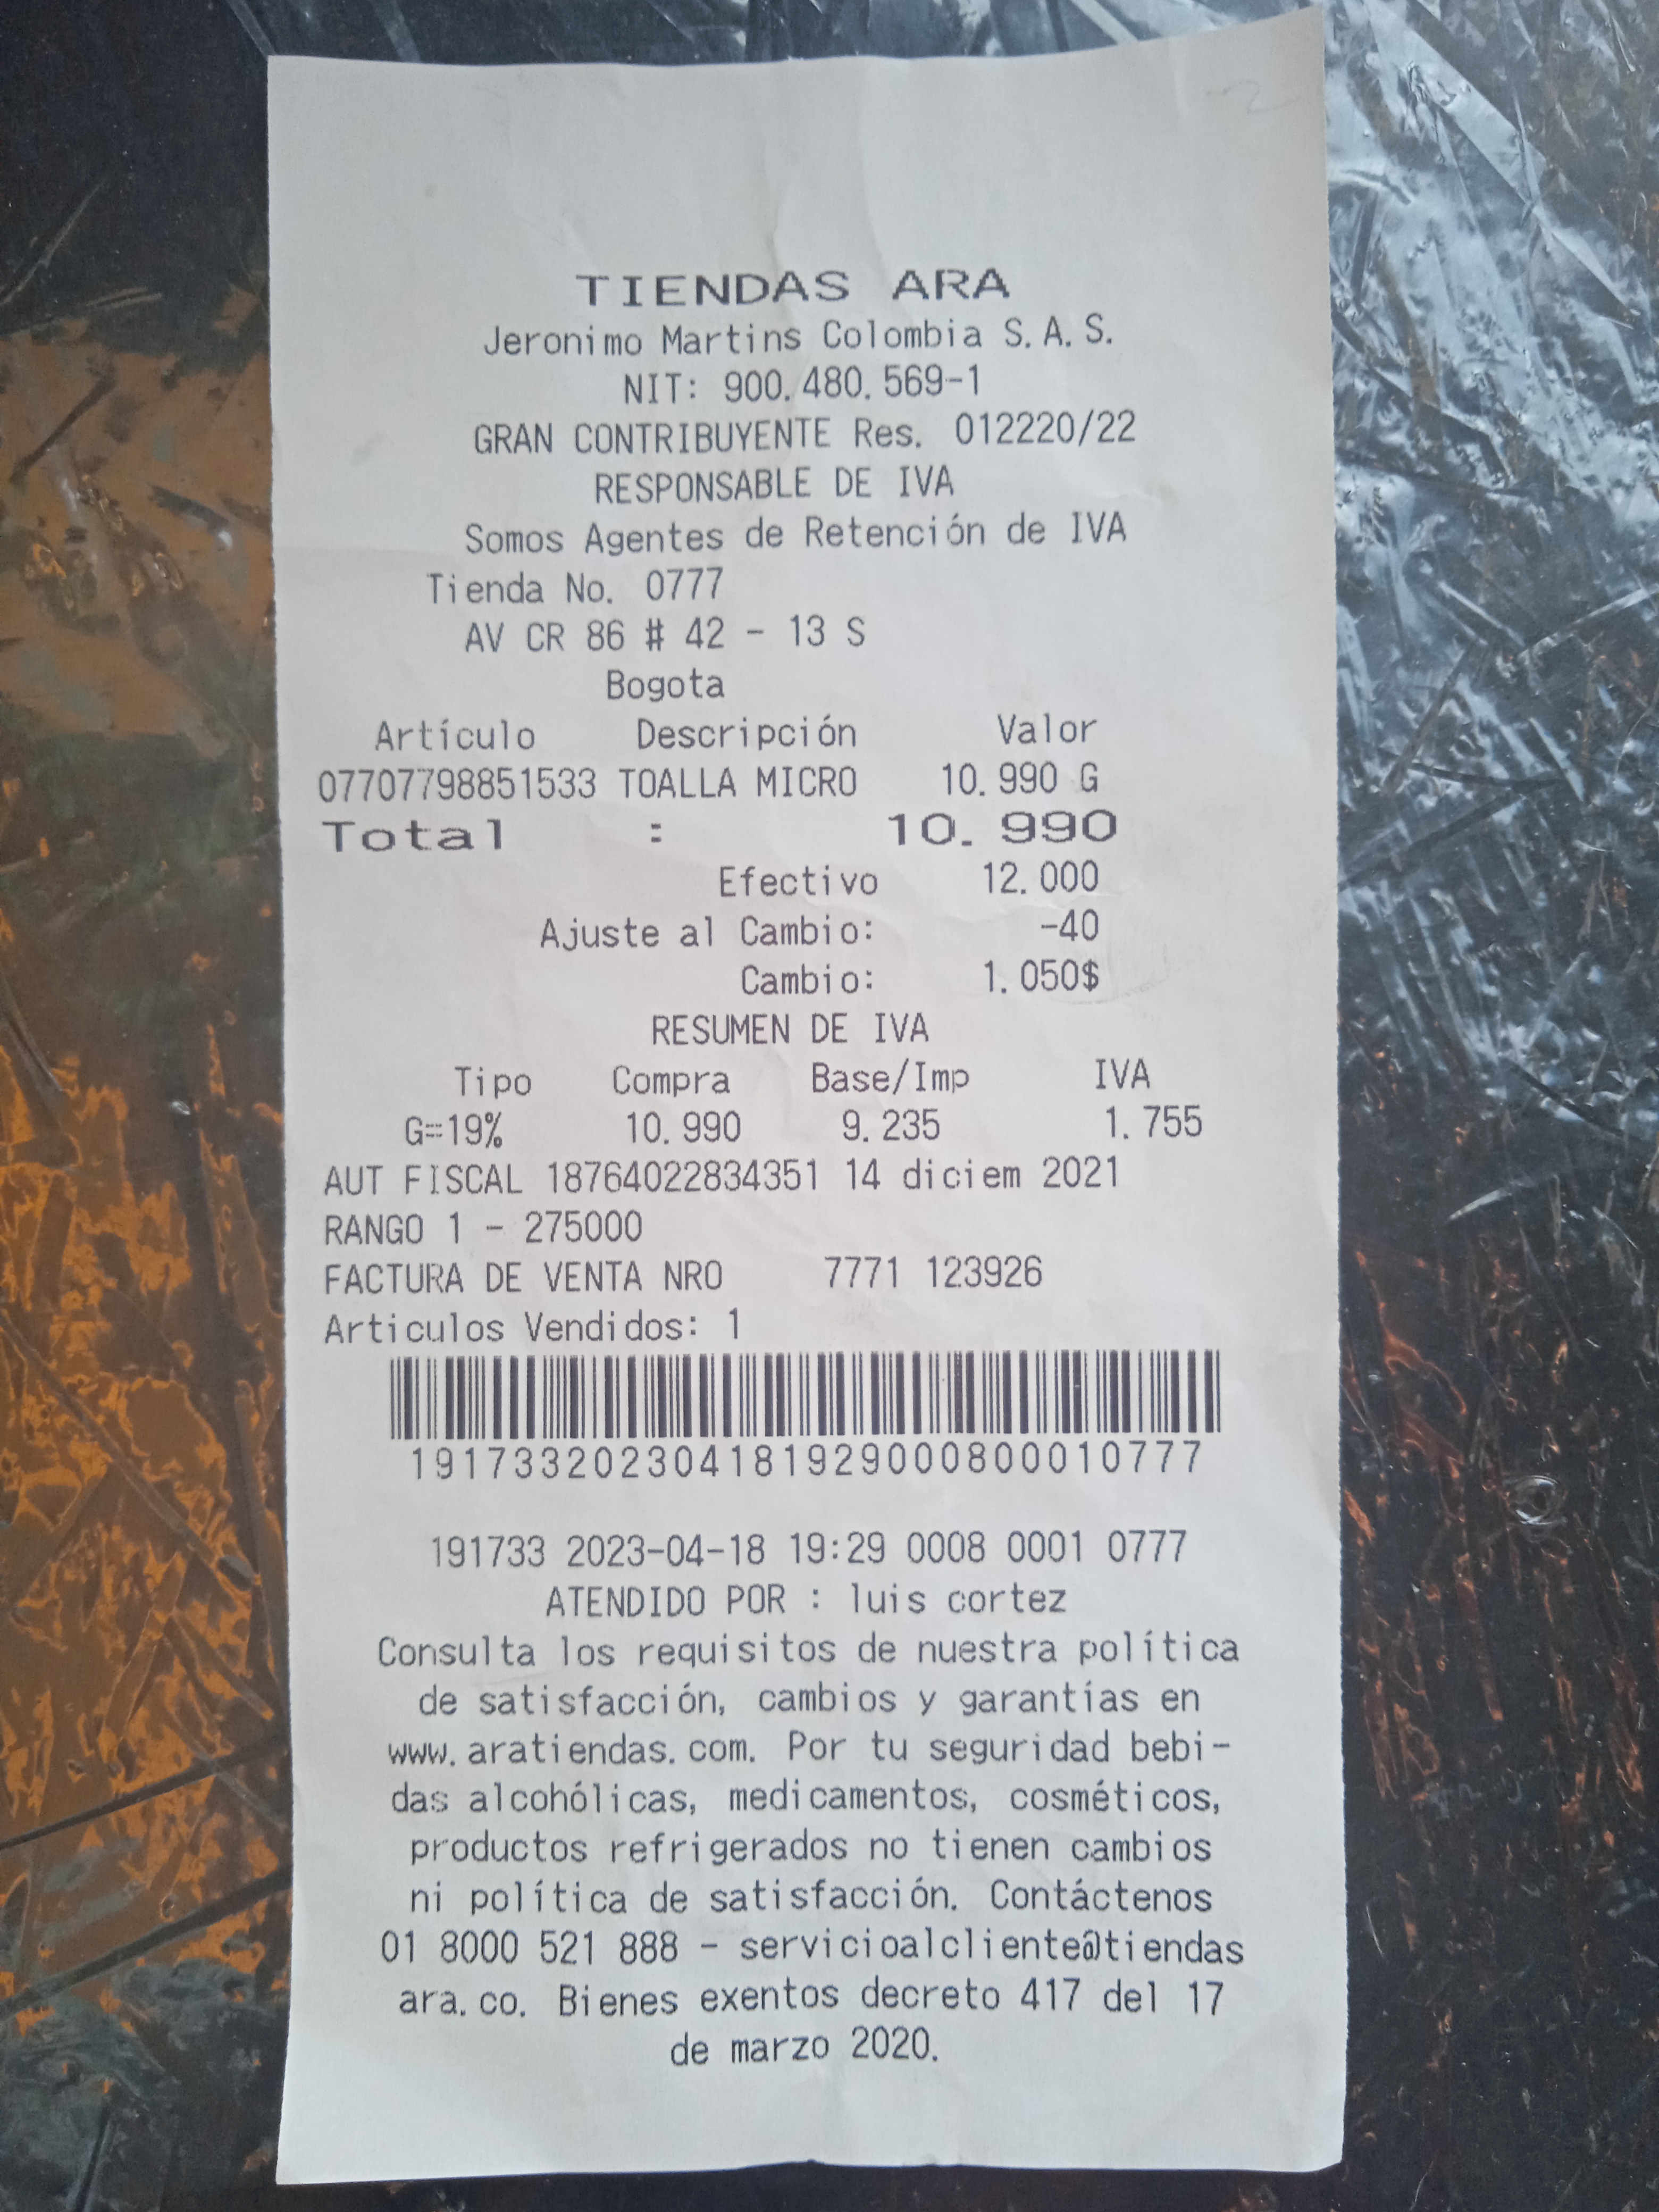 TIENDAS ARA
Jeronimo Martins Colombia S.A.S.
NIT: 900.480.569-1
GRAN CONTRIBUYENTE Res. 012220/22
RESPONSABLE DE IVA
Somos Agentes de Retención de IVA
Tienda No. 0777
AV CR 86 # 42 - 13 S
Bogota
Artículo Descripción Valor
07707798851533 TOALLA MICRO 10.990 G
Total : 10.990
Efectivo 12.000
Ajuste al Cambio: -40
Cambio: 1.050$
RESUMEN DE IVA
Tipo Compra Base/Imp IVA
G=19% 10.990 9.235 1.755
AUT FISCAL 18764022834351 14 diciem 2021
RANGO 1 - 275000
FACTURA DE VENTA NRO 7771 123926
Articulos Vendidos: 1
191733202304181929000800010777
191733 2023-04-18 19:29 0008 0001 0777
ATENDIDO POR : luis cortez
Consulta los requisitos de nuestra política
de satisfacción, cambios y garantías en
www.aratiendas.com. Por tu seguridad bebi-
das alcohólicas, medicamentos, cosméticos,
productos refrigerados no tienen cambios
ni política de satisfacción. Contáctenos
01 8000 521 888 - servicioalcliente@tiendas
ara.co. Bienes exentos decreto 417 del 17
de marzo 2020.